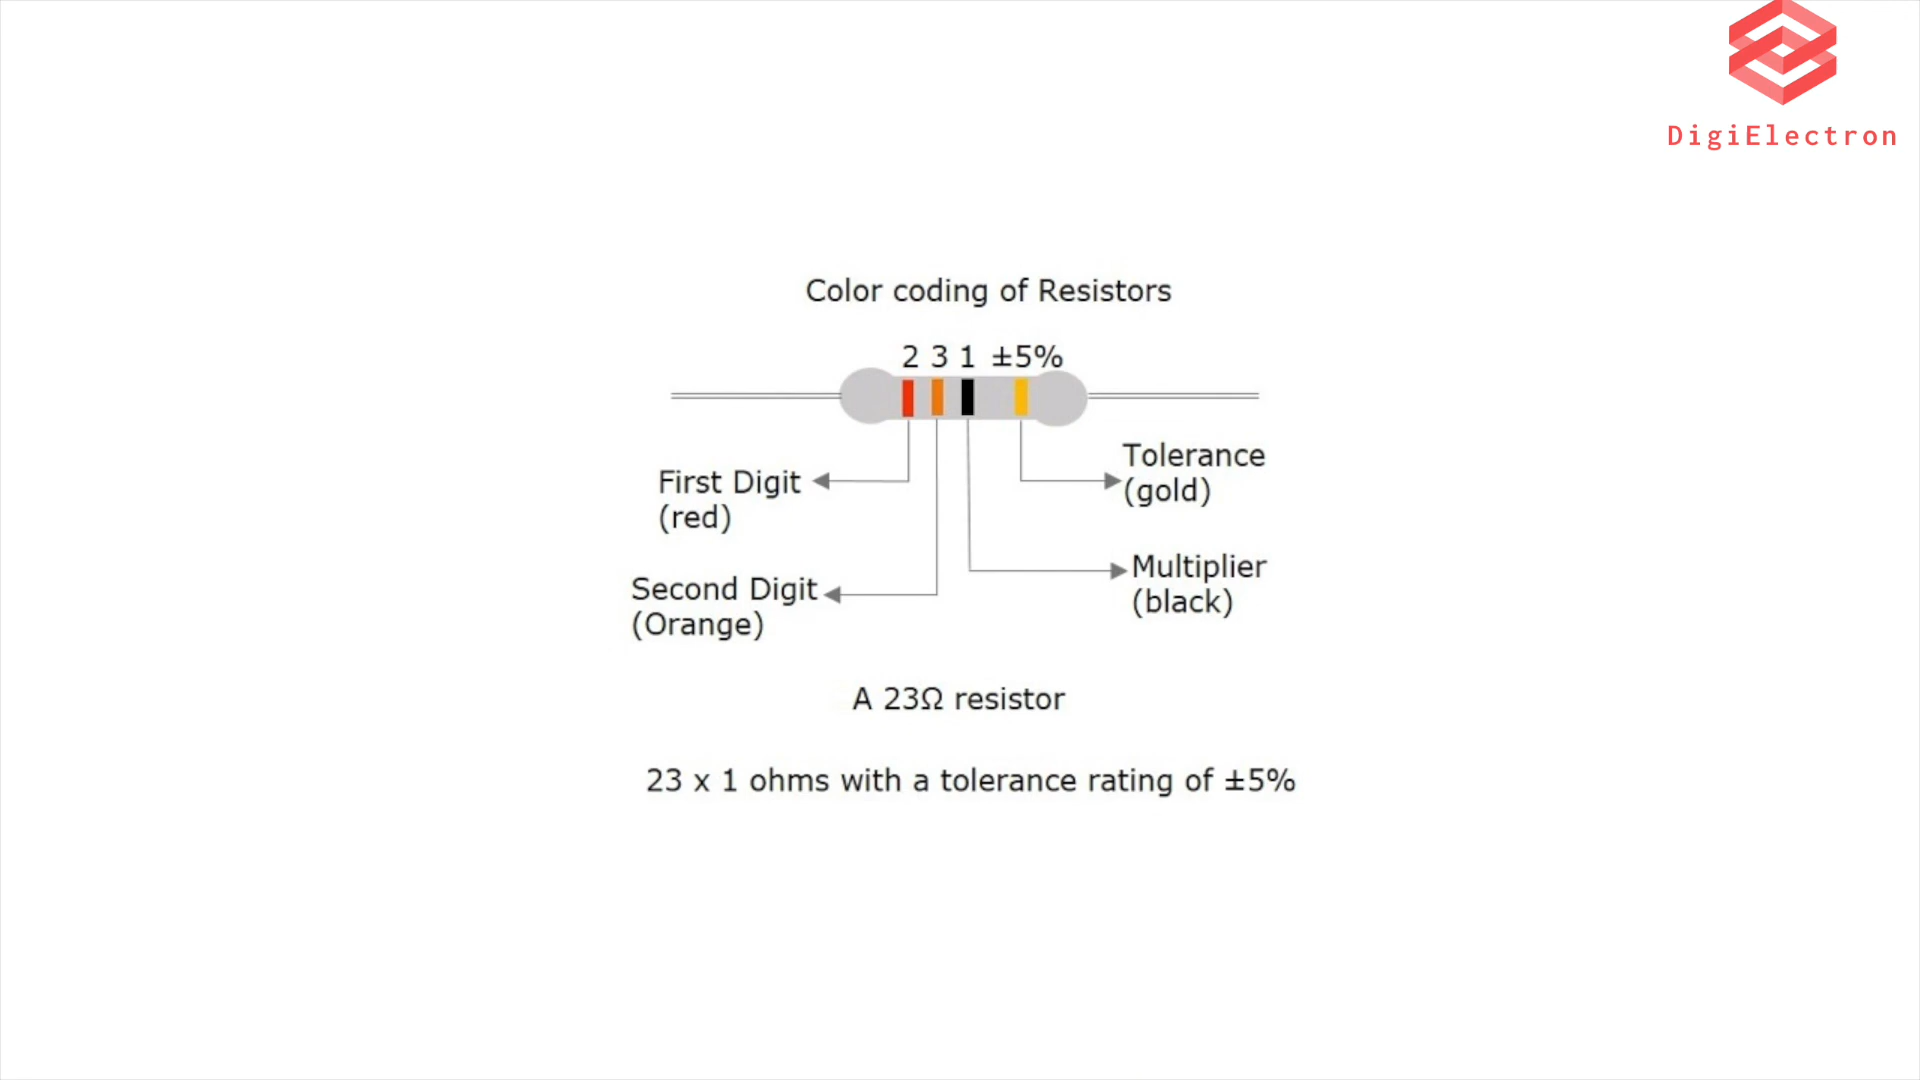 DigiElectron
Color coding of Resistors
2 3 1 ±5%
First Digit
(red)
Second Digit
(Orange)
Tolerance
(gold)
Multiplier
(black)
A 23Ω resistor
23 x 1 ohms with a tolerance rating of ±5%